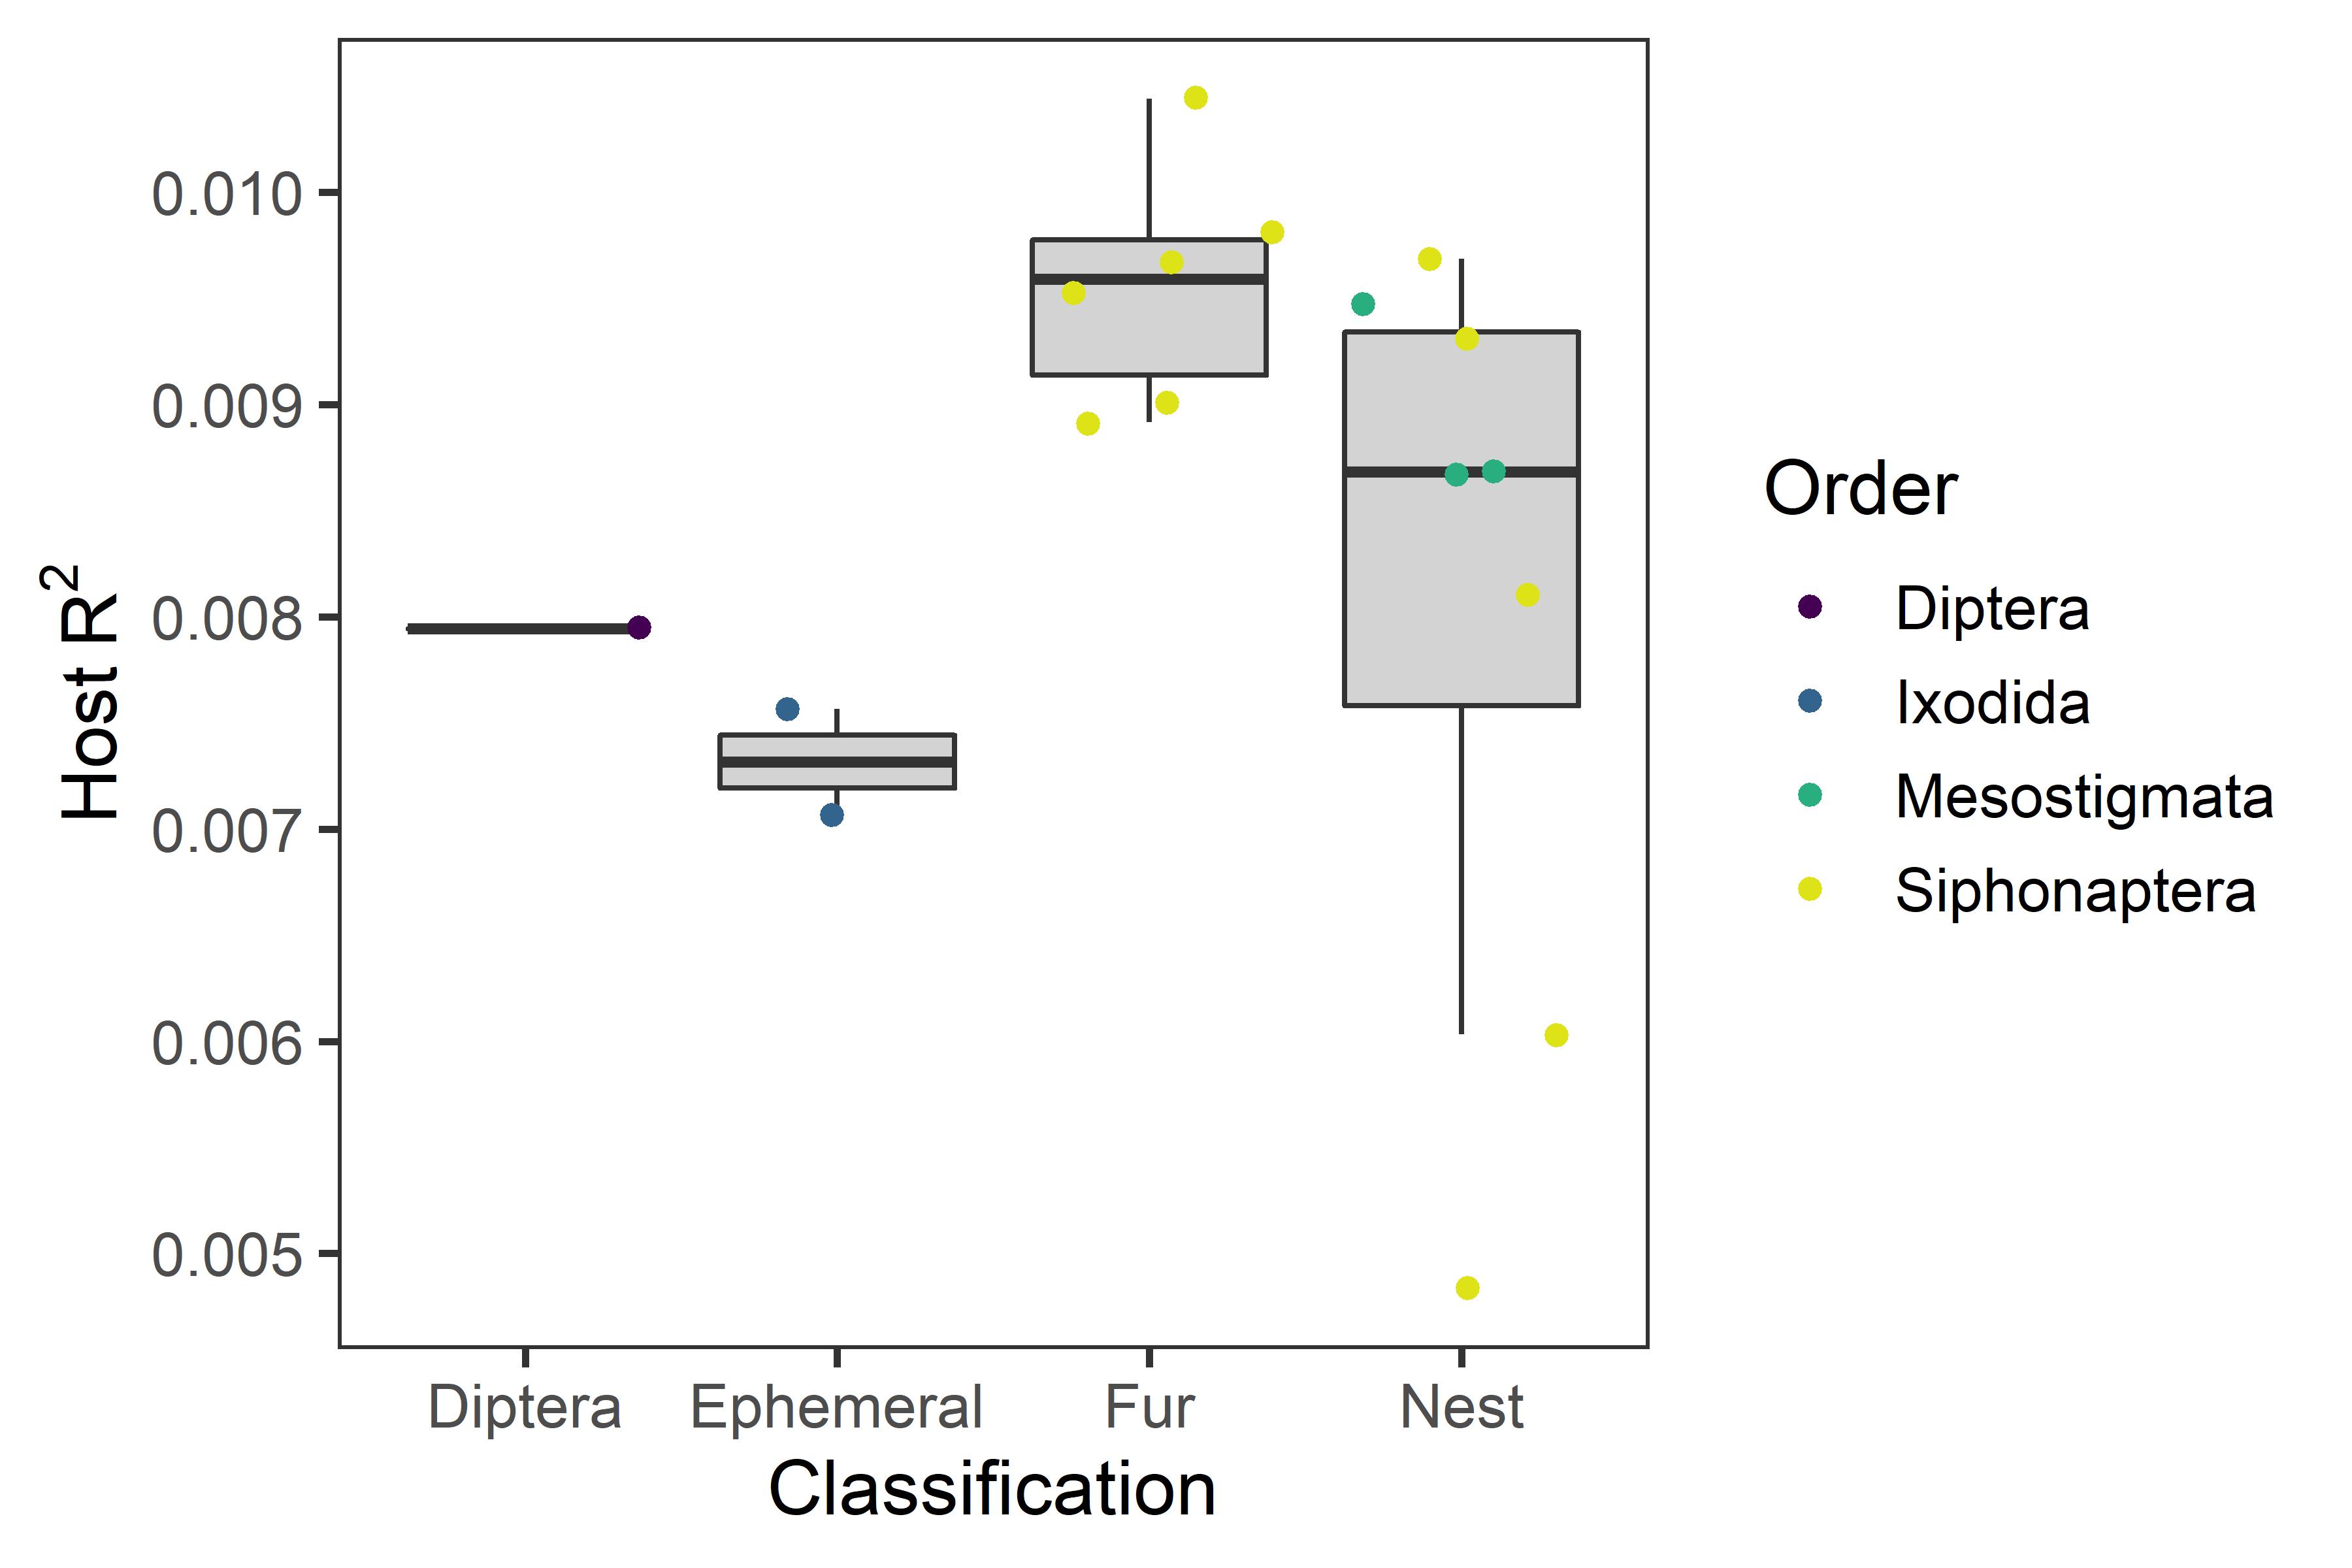 Host R²
0.010
0.009
0.008
0.007
0.006
0.005
Diptera
Ephemeral
Fur
Nest
Classification
Order
Diptera
Ixodida
Mesostigmata
Siphonaptera